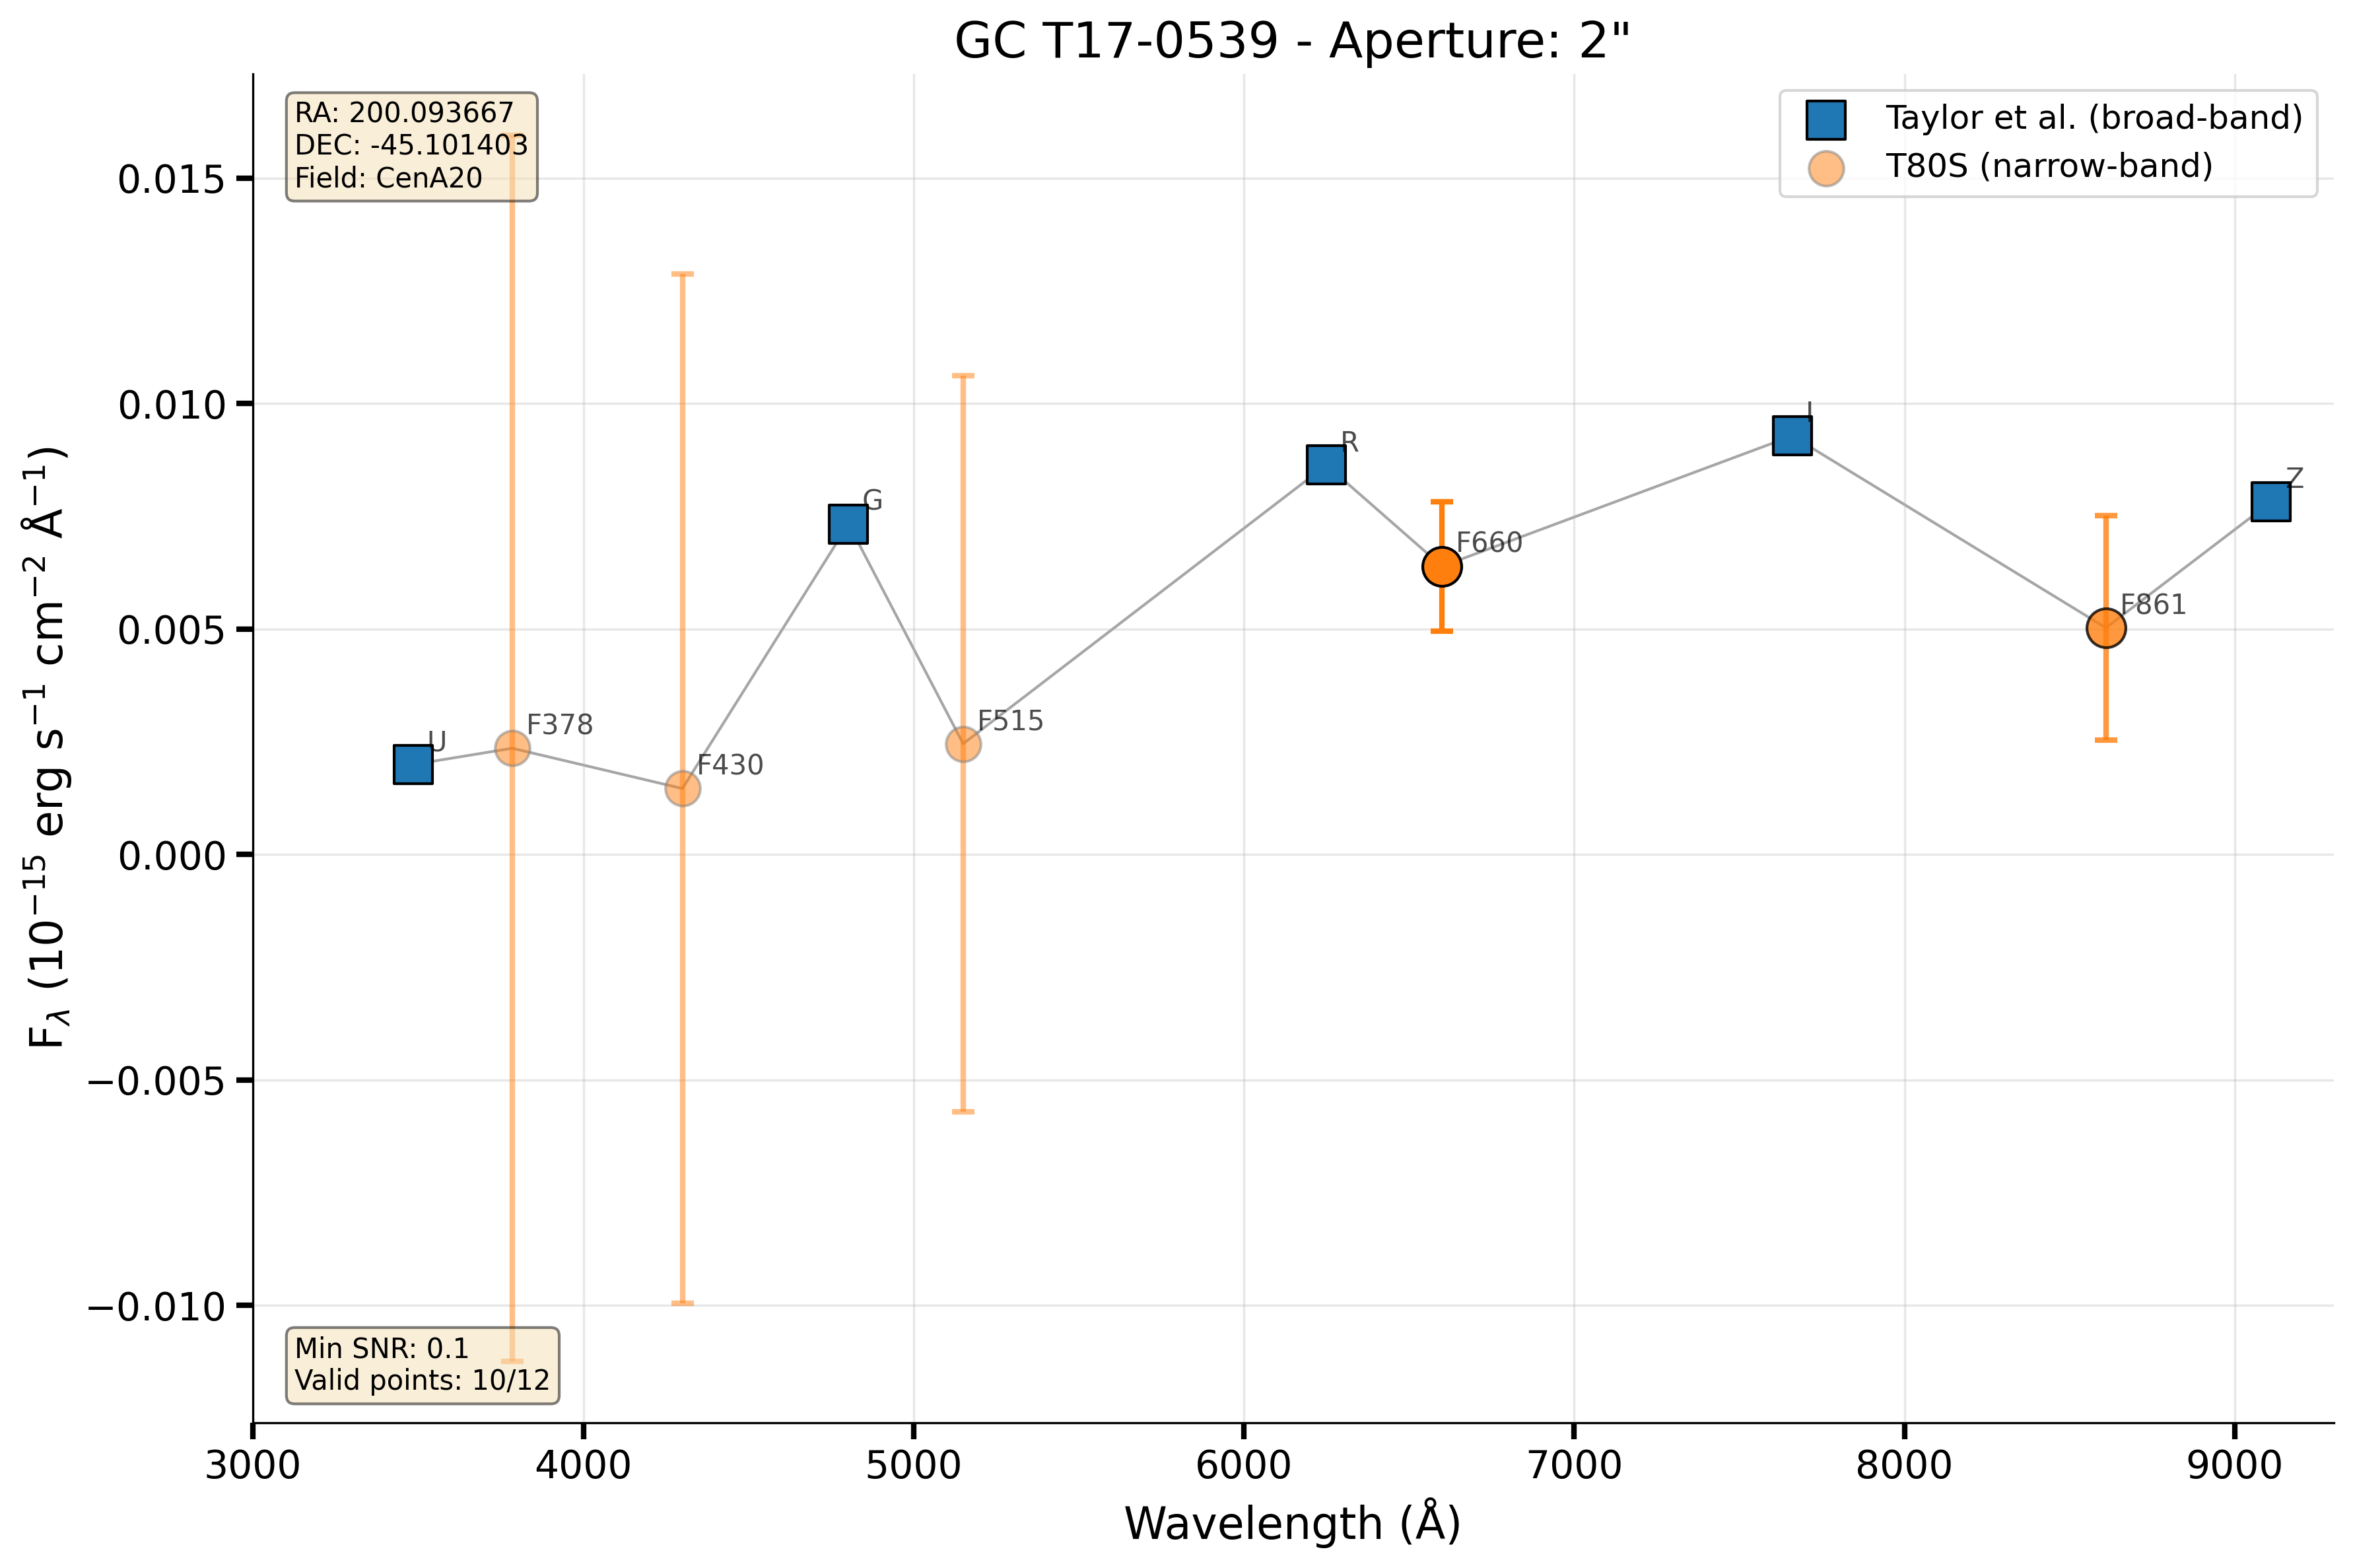 GC T17-0539 - Aperture: 2"
RA: 200.093667
DEC: -45.101403
Field: CenA20
Taylor et al. (broad-band)
T80S (narrow-band)
0.015
0.010
0.005
0.000
−0.005
−0.010
F_λ (10⁻¹⁵ erg s⁻¹ cm⁻² Å⁻¹)
U
F378
F430
G
F515
R
F660
I
F861
Z
Min SNR: 0.1
Valid points: 10/12
3000 4000 5000 6000 7000 8000 9000
Wavelength (Å)